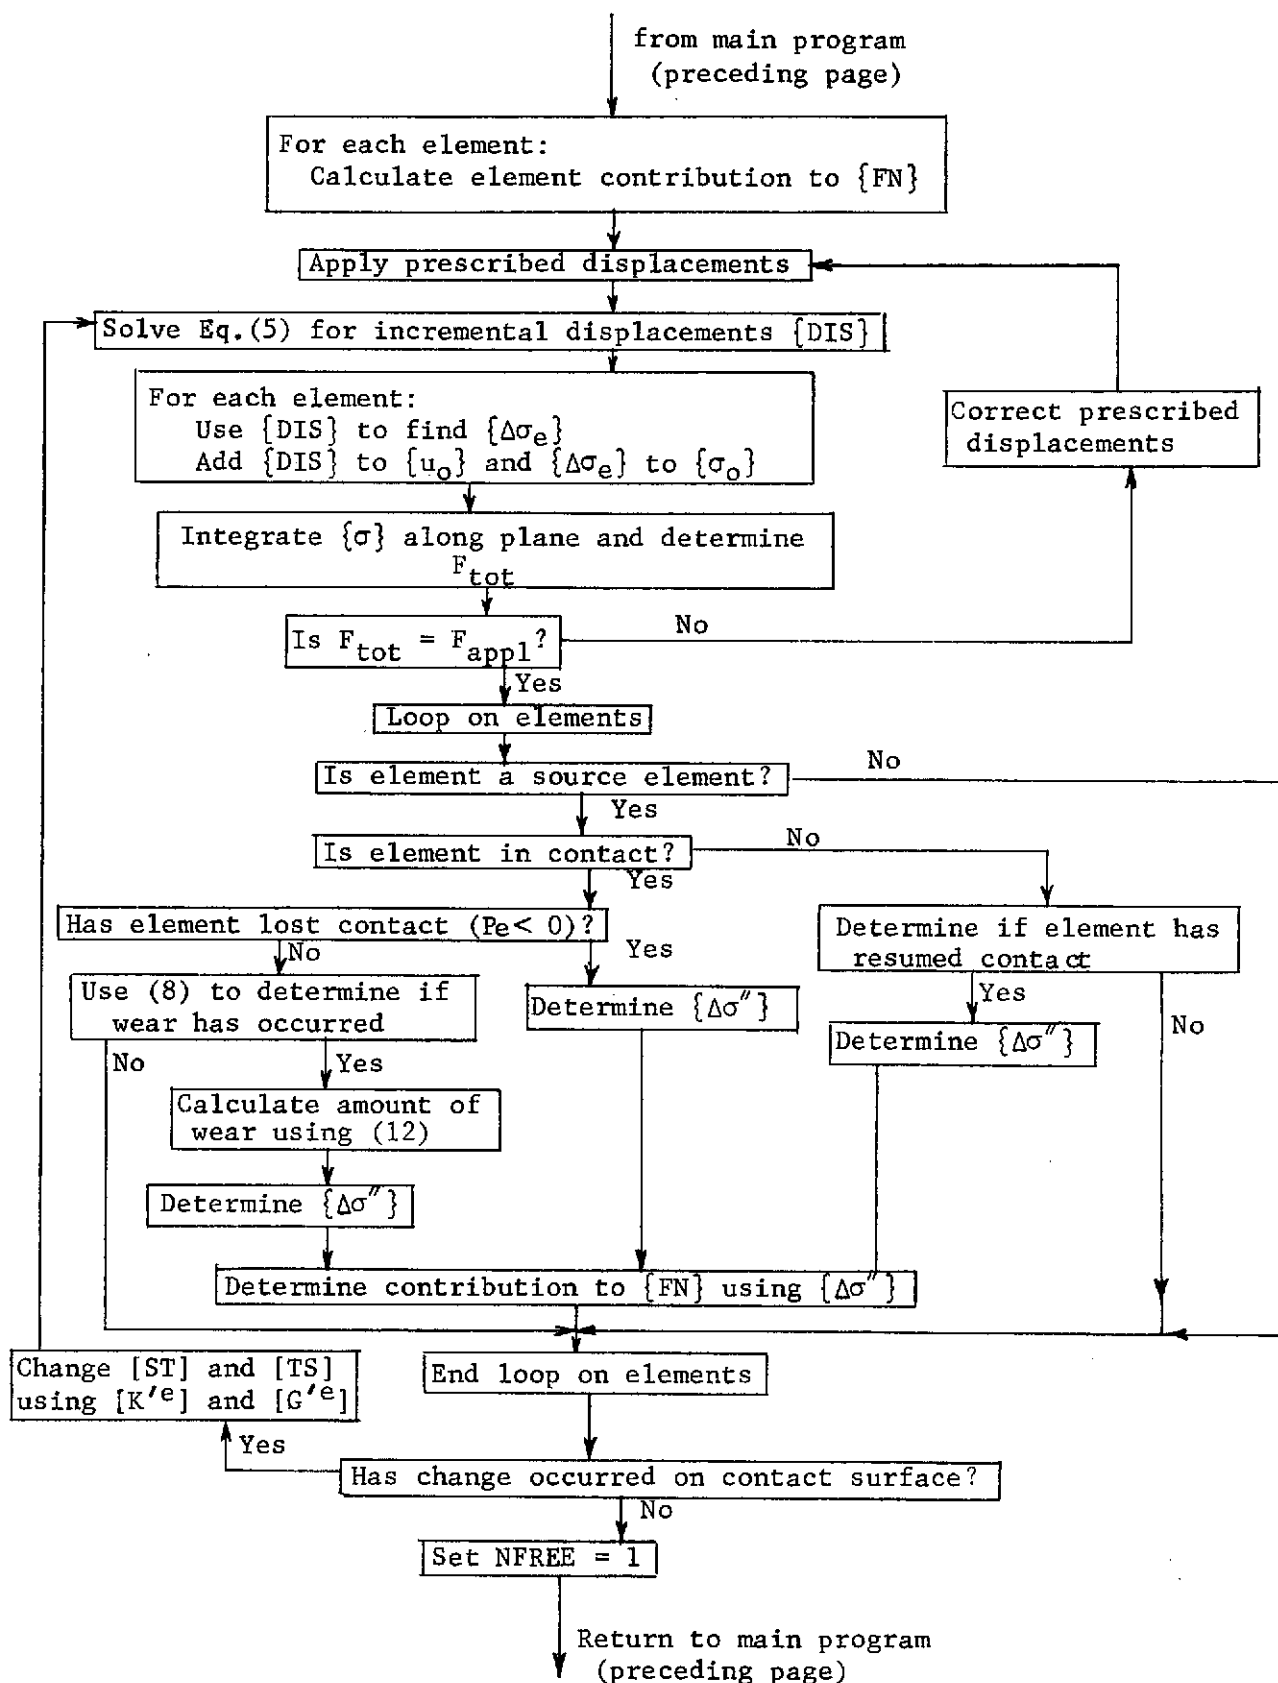 from main program
(preceding page)
For each element:
Calculate element contribution to {FN}
Apply prescribed displacements
Solve Eq.(5) for incremental displacements {DIS}
For each element:
Use {DIS} to find {Δσe}
Add {DIS} to {uo} and {Δσe} to {σo}
Correct prescribed
displacements
Integrate {σ} along plane and determine
Ftot
Is Ftot = Fappl?
No
Yes
Loop on elements
Is element a source element?
No
Yes
Is element in contact?
No
Yes
Has element lost contact (Pe< 0)?
Determine if element has
resumed contact
No
Yes
Use (8) to determine if
wear has occurred
Determine {Δσ″}
Yes
No
Determine {Δσ″}
No
Yes
Calculate amount of
wear using (12)
Determine {Δσ″}
Determine contribution to {FN} using {Δσ″}
Change [ST] and [TS]
using [K′e] and [G′e]
End loop on elements
Yes
Has change occurred on contact surface?
No
Set NFREE = 1
Return to main program
(preceding page)